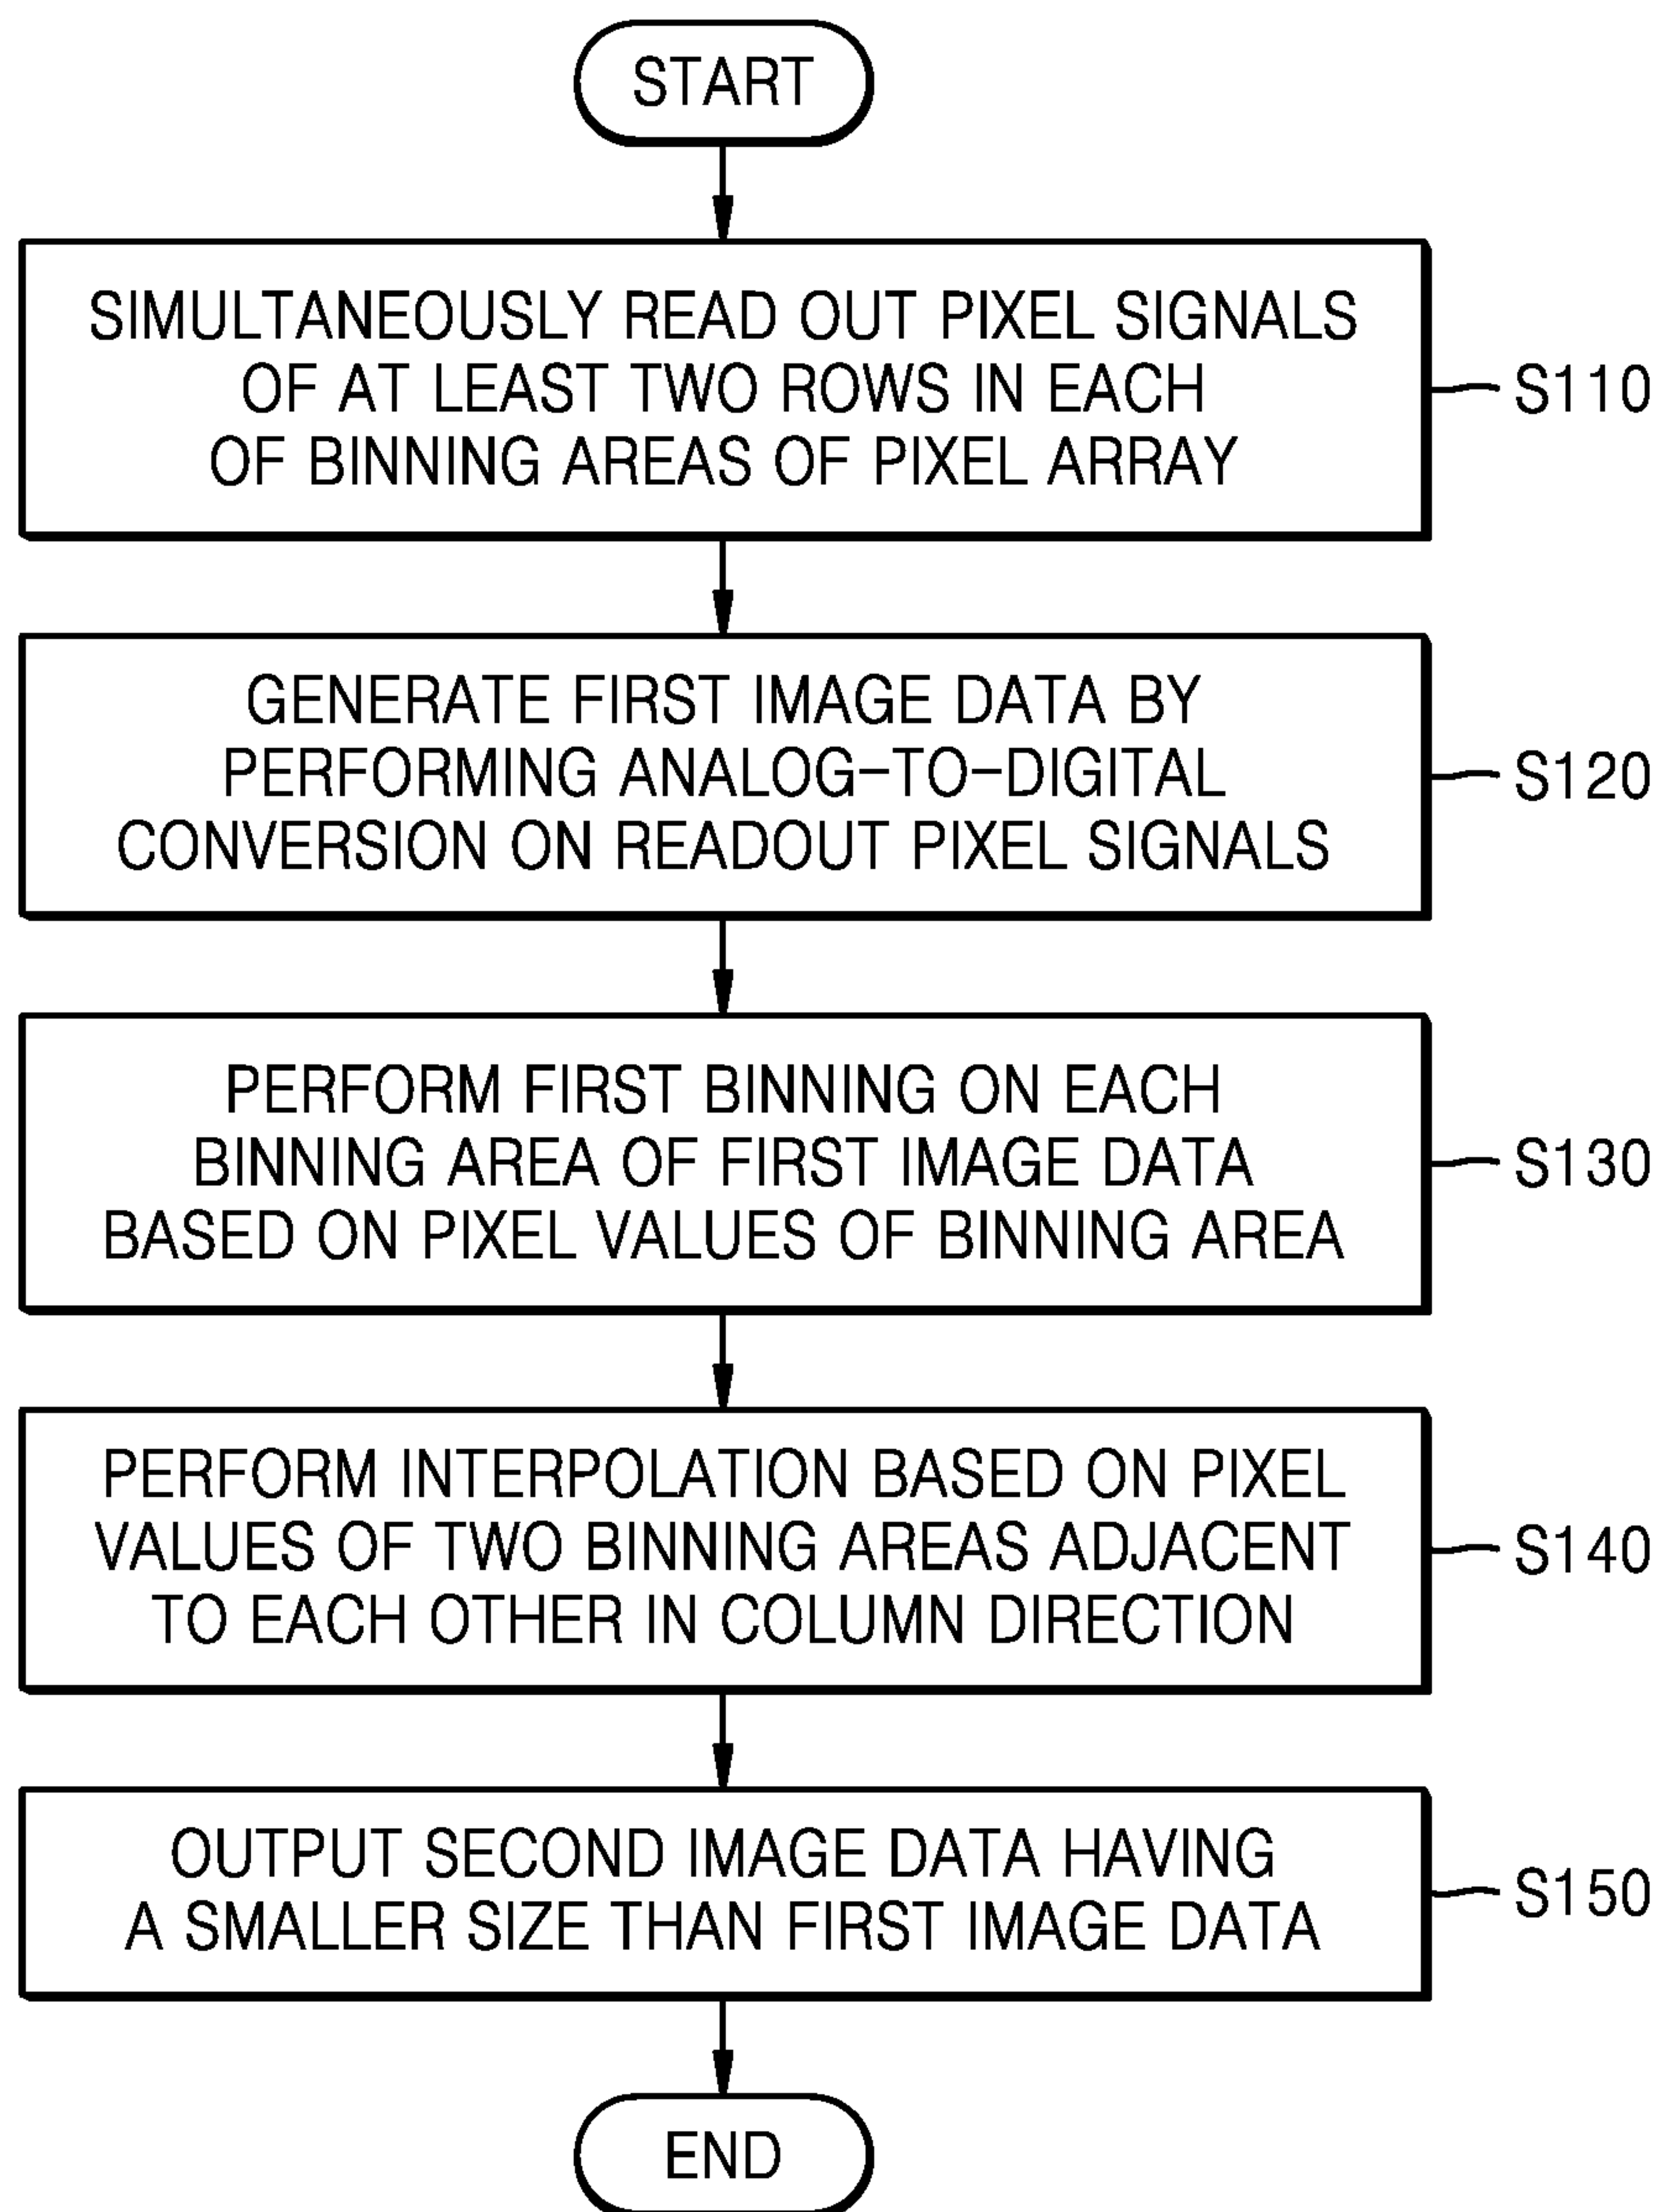 START
SIMULTANEOUSLY READ OUT PIXEL SIGNALS
OF AT LEAST TWO ROWS IN EACH
OF BINNING AREAS OF PIXEL ARRAY
S110
GENERATE FIRST IMAGE DATA BY
PERFORMING ANALOG-TO-DIGITAL
CONVERSION ON READOUT PIXEL SIGNALS
S120
PERFORM FIRST BINNING ON EACH
BINNING AREA OF FIRST IMAGE DATA
BASED ON PIXEL VALUES OF BINNING AREA
S130
PERFORM INTERPOLATION BASED ON PIXEL
VALUES OF TWO BINNING AREAS ADJACENT
TO EACH OTHER IN COLUMN DIRECTION
S140
OUTPUT SECOND IMAGE DATA HAVING
A SMALLER SIZE THAN FIRST IMAGE DATA
S150
END